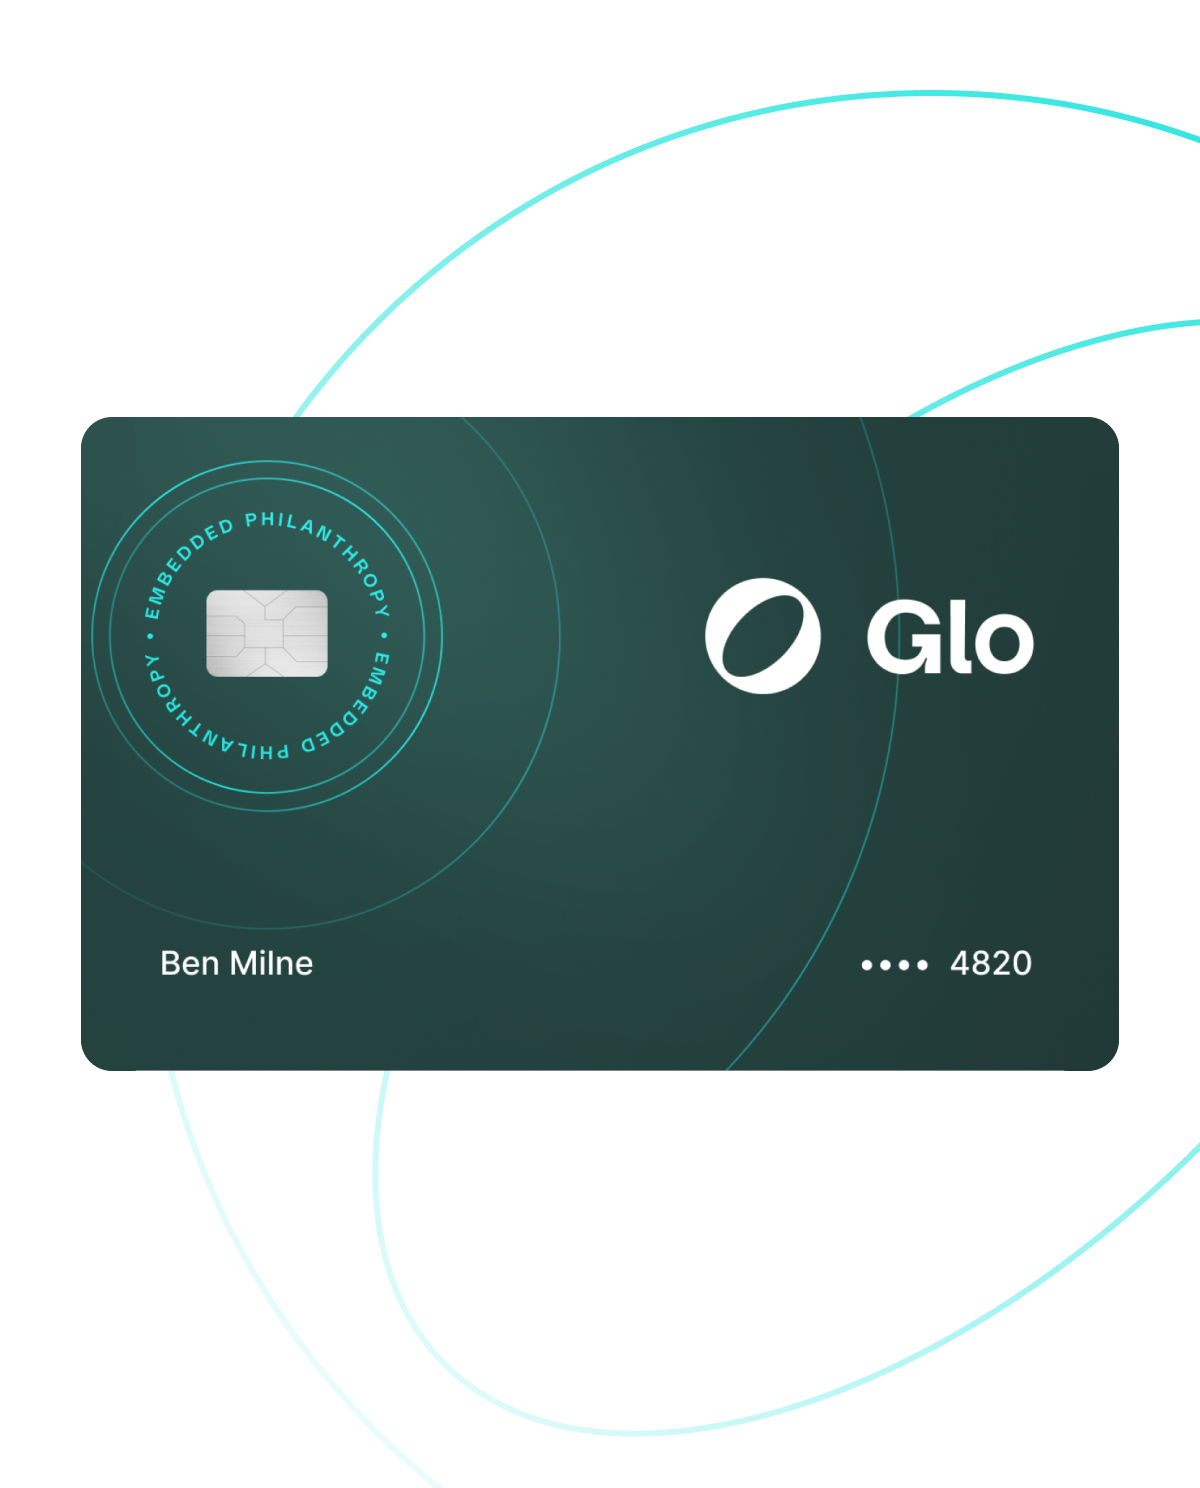 EMBEDDED PHILANTHROPY • EMBEDDED PHILANTHROPY •
Glo
Ben Milne
•••• 4820